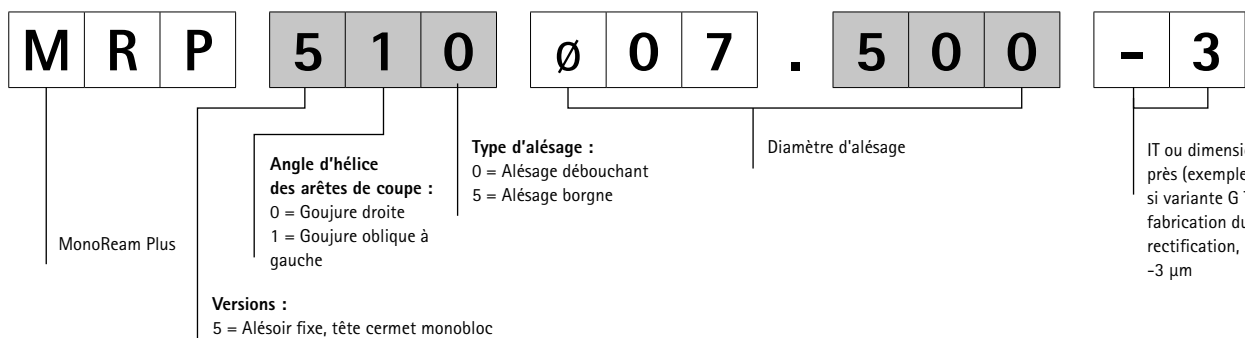 M R P 5 1 0 ø 0 7 . 5 0 0 - 3
MonoReam Plus
Versions :
5 = Alésoir fixe, tête cermet monobloc
Angle d'hélice
des arêtes de coupe :
0 = Goujure droite
1 = Goujure oblique à
gauche
Type d'alésage :
0 = Alésage débouchant
5 = Alésage borgne
Diamètre d'alésage
IT ou
près (exemple
si variante G
fabrication du
rectification,
-3 µm